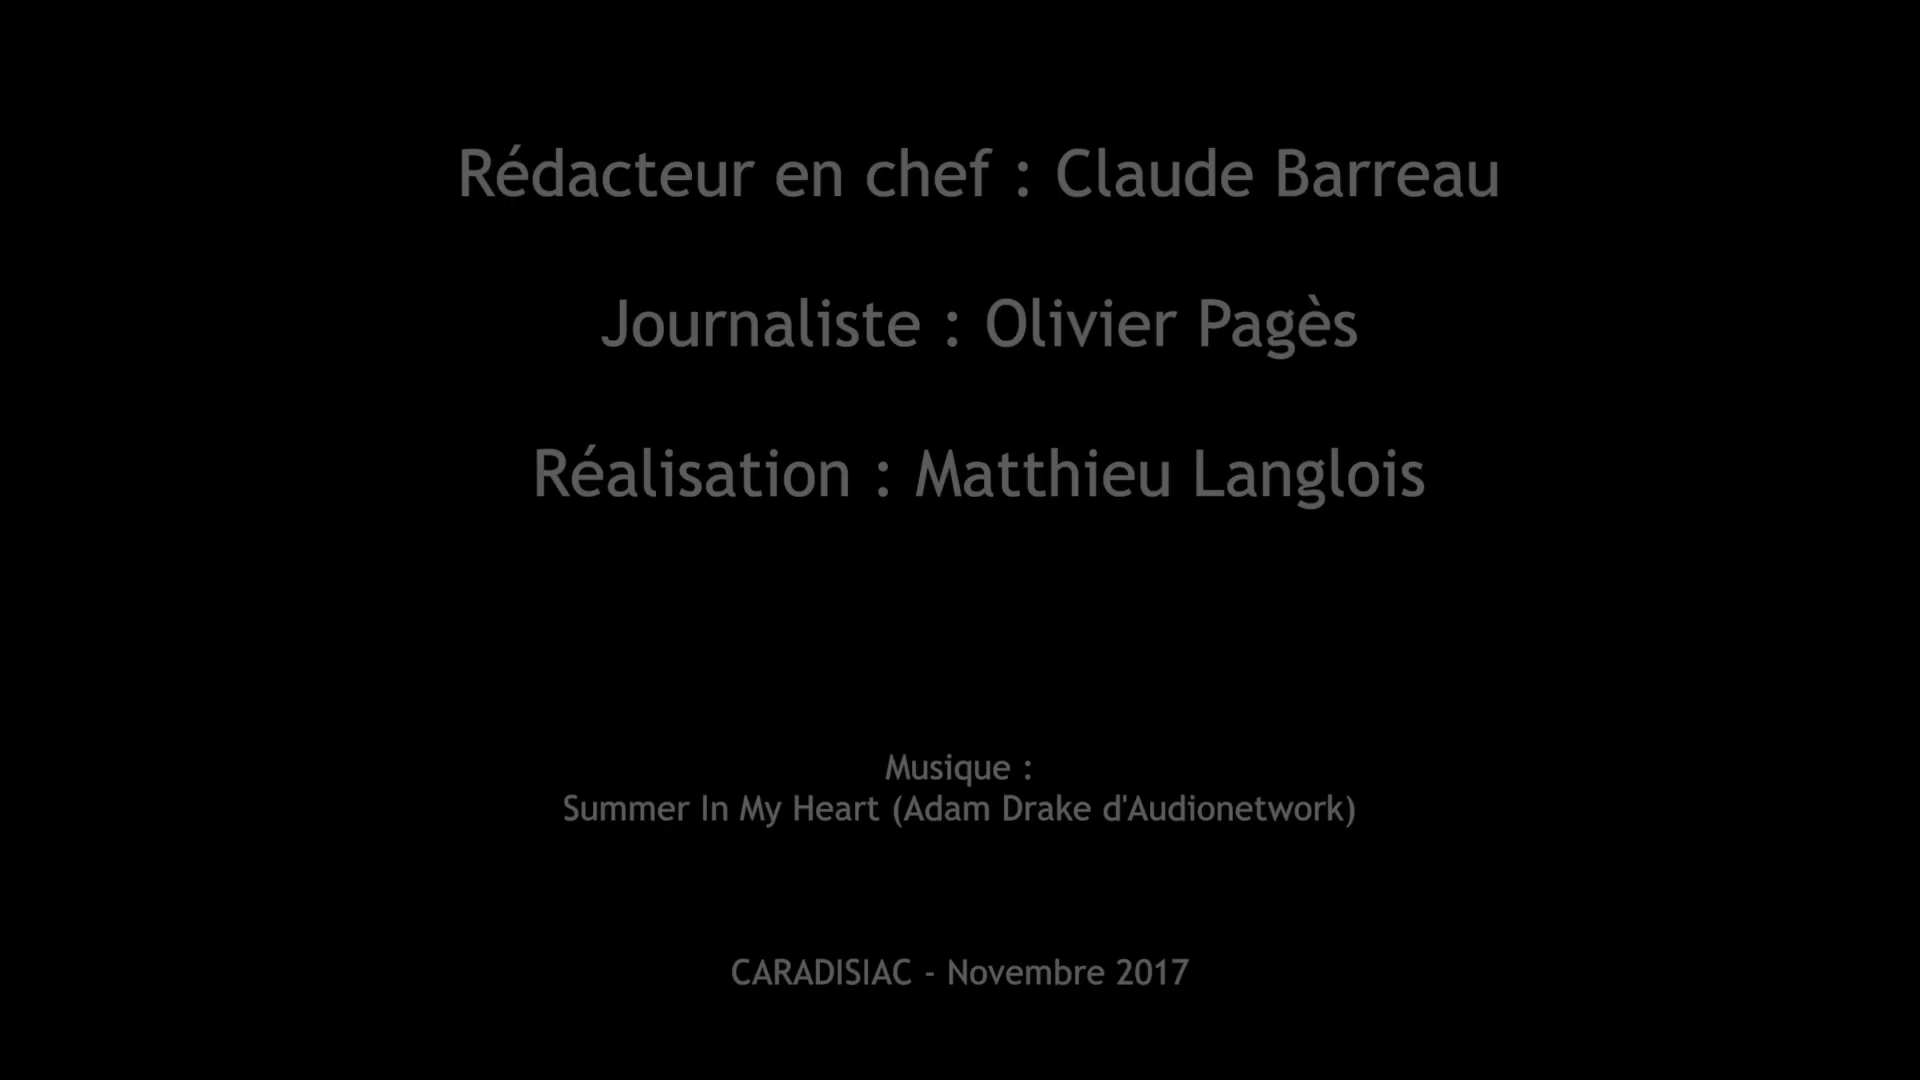 Rédacteur en chef : Claude Barreau
Journaliste : Olivier Pagès
Réalisation : Matthieu Langlois
Musique :
Summer In My Heart (Adam Drake d'Audionetwork)
CARADISIAC - Novembre 2017